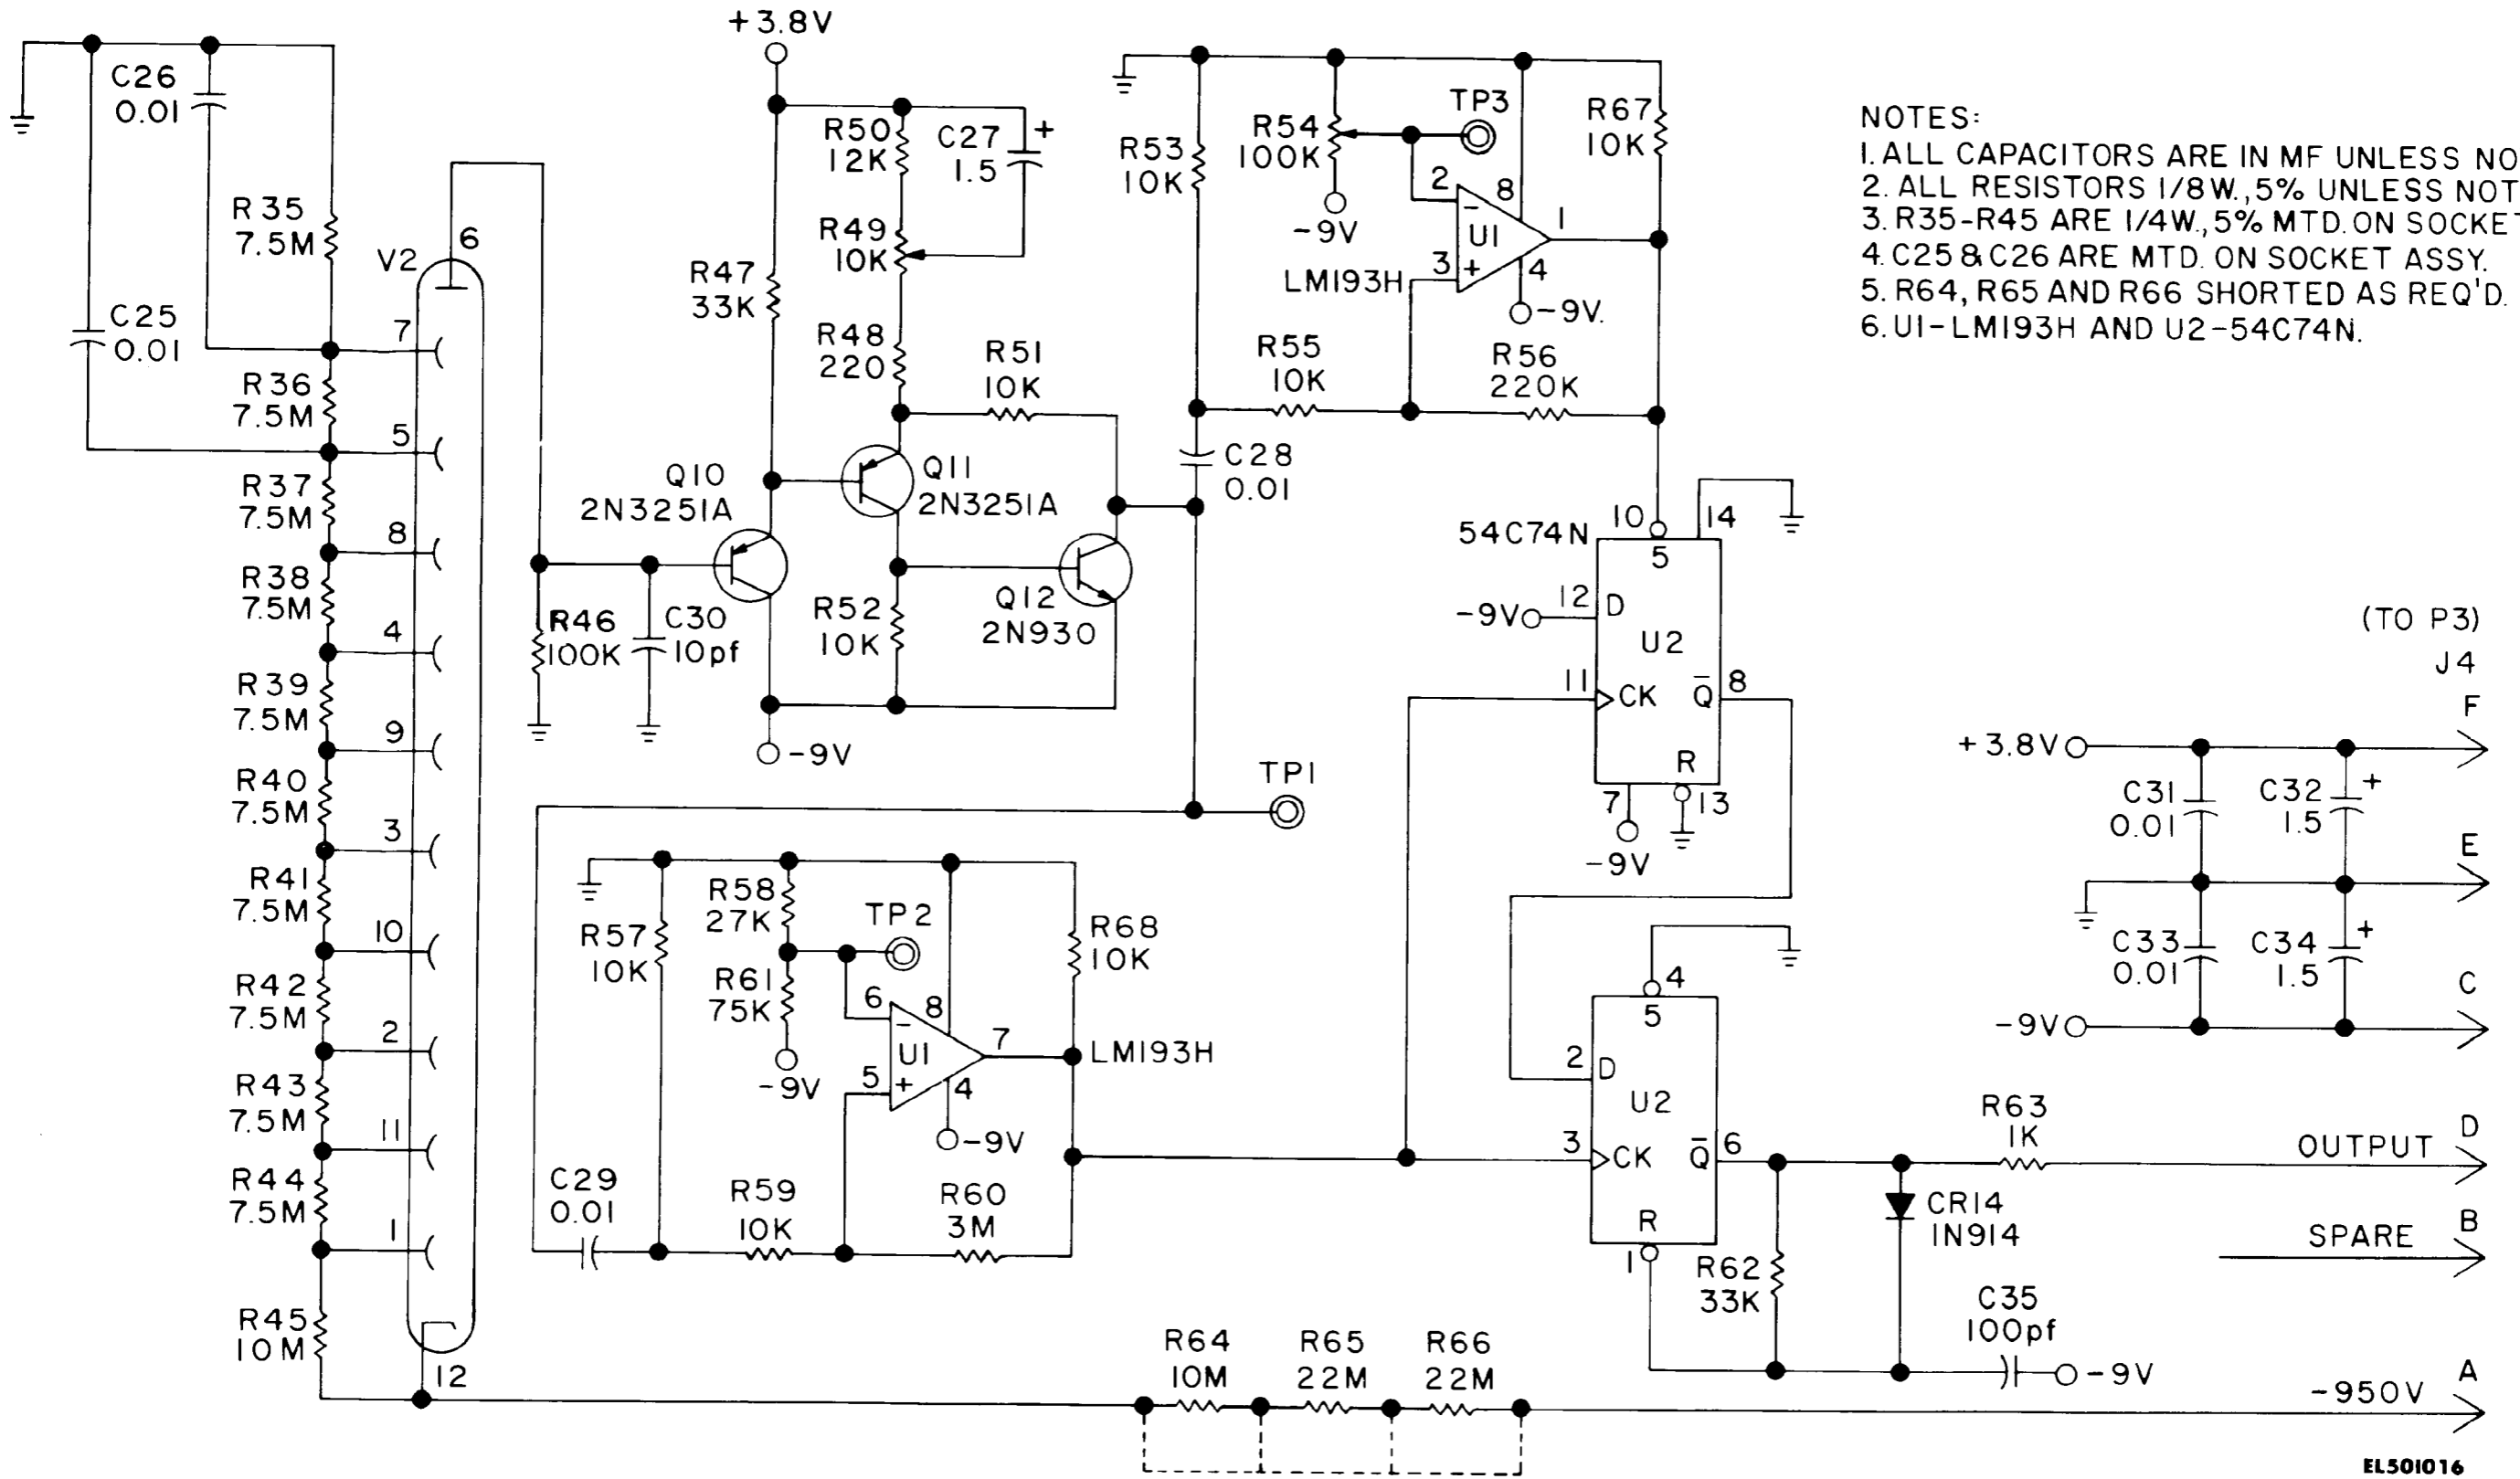 +3.8V
C26
0.01
R35
7.5M
C25
0.01
R36
7.5M
R37
7.5M
R38
7.5M
R39
7.5M
R40
7.5M
R41
7.5M
R42
7.5M
R43
7.5M
R44
7.5M
R45
10M
V2
6
7
5
8
4
9
3
10
2
11
1
12
R50
12K
C27
1.5
+
R49
10K
R47
33K
R48
220
R51
10K
Q10
2N3251A
Q11
2N3251A
R46
100K
C30
10pf
R52
10K
Q12
2N930
-9V
R53
10K
R54
100K
-9V
TP3
R67
10K
2
8
1
-
U1
3
+
4
LM193H
-9V.
R55
10K
R56
220K
C28
0.01
NOTES:
1. ALL CAPACITORS ARE IN MF UNLESS NO
2. ALL RESISTORS 1/8W.,5% UNLESS NOT
3. R35-R45 ARE 1/4W.,5% MTD. ON SOCKE
4. C25 & C26 ARE MTD. ON SOCKET ASSY.
5. R64, R65 AND R66 SHORTED AS REQ'D.
6. U1-LM193H AND U2-54C74N.
54C74N
10
14
5
-9V
12
D
U2
11
CK
Q
8
R
7
13
-9V
TP1
R57
10K
R58
27K
TP2
R61
75K
-9V
R68
10K
6
8
-
U1
7
LM193H
5
+
4
-9V
C29
0.01
R59
10K
R60
3M
4
5
2
D
U2
3
CK
Q
6
R
1
R62
33K
R63
1K
CR14
1N914
C35
100pf
-9V
R64
10M
R65
22M
R66
22M
(TO P3)
J4
F
+3.8V
C31
0.01
C32
1.5
+
E
C33
0.01
C34
1.5
+
C
-9V
OUTPUT
D
SPARE
B
-950V
A
EL501016